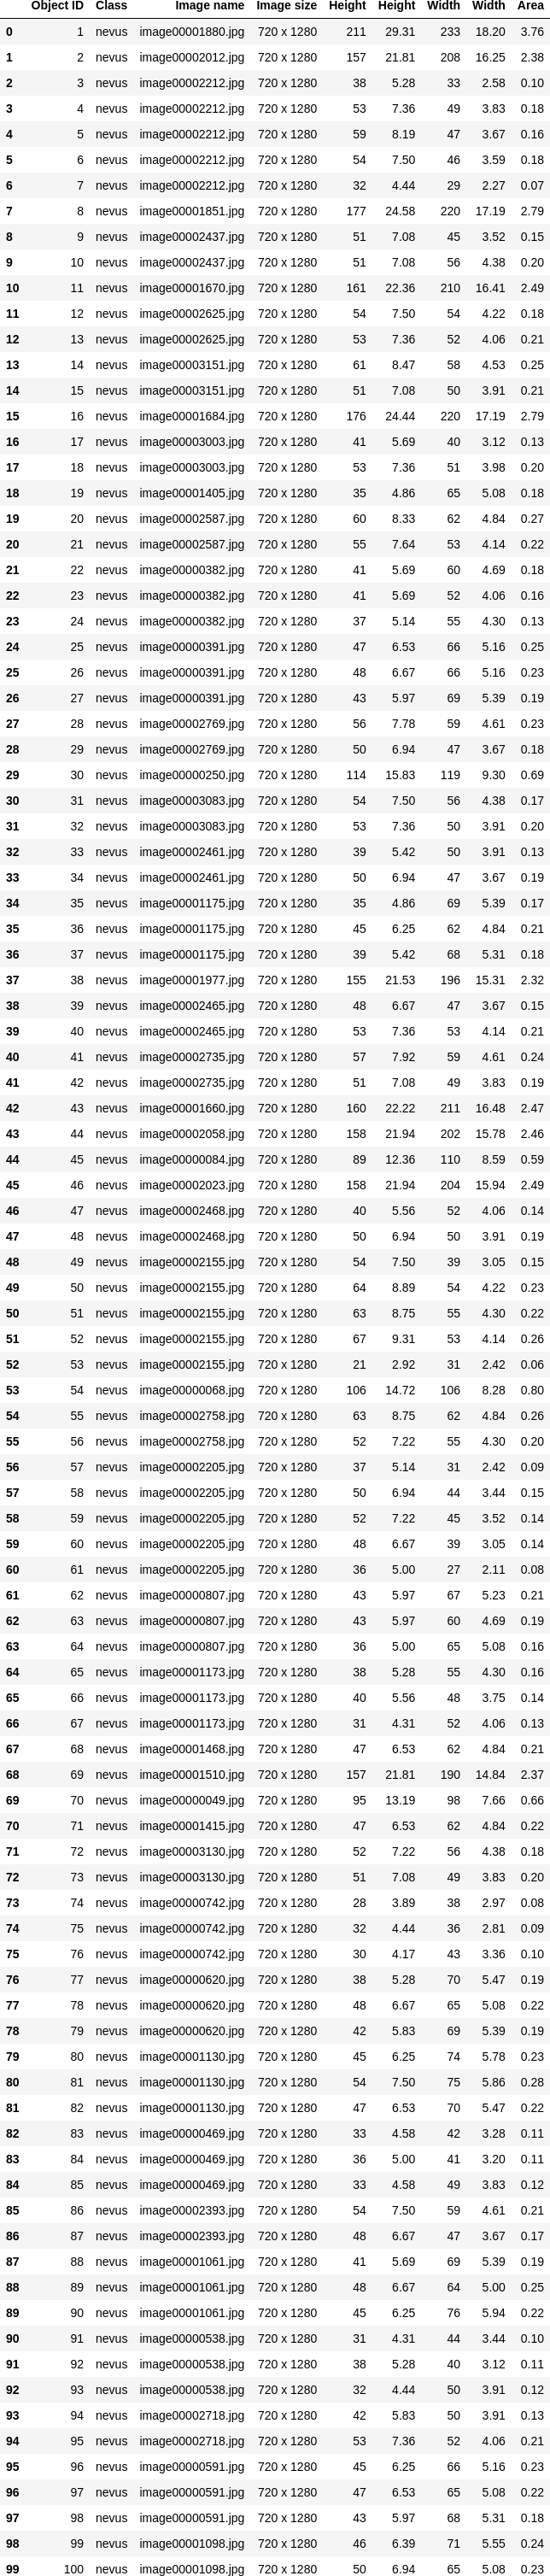 Object ID Class Image name Image size Height Height Width Width Area
0 1 nevus image00001880.jpg 720 x 1280 211 29.31 233 18.20 3.76
1 2 nevus image00002012.jpg 720 x 1280 157 21.81 208 16.25 2.38
2 3 nevus image00002212.jpg 720 x 1280 38 5.28 33 2.58 0.10
3 4 nevus image00002212.jpg 720 x 1280 53 7.36 49 3.83 0.18
4 5 nevus image00002212.jpg 720 x 1280 59 8.19 47 3.67 0.16
5 6 nevus image00002212.jpg 720 x 1280 54 7.50 46 3.59 0.18
6 7 nevus image00002212.jpg 720 x 1280 32 4.44 29 2.27 0.07
7 8 nevus image00001851.jpg 720 x 1280 177 24.58 220 17.19 2.79
8 9 nevus image00002437.jpg 720 x 1280 51 7.08 45 3.52 0.15
9 10 nevus image00002437.jpg 720 x 1280 51 7.08 56 4.38 0.20
10 11 nevus image00001670.jpg 720 x 1280 161 22.36 210 16.41 2.49
11 12 nevus image00002625.jpg 720 x 1280 54 7.50 54 4.22 0.18
12 13 nevus image00002625.jpg 720 x 1280 53 7.36 52 4.06 0.21
13 14 nevus image00003151.jpg 720 x 1280 61 8.47 58 4.53 0.25
14 15 nevus image00003151.jpg 720 x 1280 51 7.08 50 3.91 0.21
15 16 nevus image00001684.jpg 720 x 1280 176 24.44 220 17.19 2.79
16 17 nevus image00003003.jpg 720 x 1280 41 5.69 40 3.12 0.13
17 18 nevus image00003003.jpg 720 x 1280 53 7.36 51 3.98 0.20
18 19 nevus image00001405.jpg 720 x 1280 35 4.86 65 5.08 0.18
19 20 nevus image00002587.jpg 720 x 1280 60 8.33 62 4.84 0.27
20 21 nevus image00002587.jpg 720 x 1280 55 7.64 53 4.14 0.22
21 22 nevus image00000382.jpg 720 x 1280 41 5.69 60 4.69 0.18
22 23 nevus image00000382.jpg 720 x 1280 41 5.69 52 4.06 0.16
23 24 nevus image00000382.jpg 720 x 1280 37 5.14 55 4.30 0.13
24 25 nevus image00000391.jpg 720 x 1280 47 6.53 66 5.16 0.25
25 26 nevus image00000391.jpg 720 x 1280 48 6.67 66 5.16 0.23
26 27 nevus image00000391.jpg 720 x 1280 43 5.97 69 5.39 0.19
27 28 nevus image00002769.jpg 720 x 1280 56 7.78 59 4.61 0.23
28 29 nevus image00002769.jpg 720 x 1280 50 6.94 47 3.67 0.18
29 30 nevus image00000250.jpg 720 x 1280 114 15.83 119 9.30 0.69
30 31 nevus image00003083.jpg 720 x 1280 54 7.50 56 4.38 0.17
31 32 nevus image00003083.jpg 720 x 1280 53 7.36 50 3.91 0.20
32 33 nevus image00002461.jpg 720 x 1280 39 5.42 50 3.91 0.13
33 34 nevus image00002461.jpg 720 x 1280 50 6.94 47 3.67 0.19
34 35 nevus image00001175.jpg 720 x 1280 35 4.86 69 5.39 0.17
35 36 nevus image00001175.jpg 720 x 1280 45 6.25 62 4.84 0.21
36 37 nevus image00001175.jpg 720 x 1280 39 5.42 68 5.31 0.18
37 38 nevus image00001977.jpg 720 x 1280 155 21.53 196 15.31 2.32
38 39 nevus image00002465.jpg 720 x 1280 48 6.67 47 3.67 0.15
39 40 nevus image00002465.jpg 720 x 1280 53 7.36 53 4.14 0.21
40 41 nevus image00002735.jpg 720 x 1280 57 7.92 59 4.61 0.24
41 42 nevus image00002735.jpg 720 x 1280 51 7.08 49 3.83 0.19
42 43 nevus image00001660.jpg 720 x 1280 160 22.22 211 16.48 2.47
43 44 nevus image00002058.jpg 720 x 1280 158 21.94 202 15.78 2.46
44 45 nevus image00000084.jpg 720 x 1280 89 12.36 110 8.59 0.59
45 46 nevus image00002023.jpg 720 x 1280 158 21.94 204 15.94 2.49
46 47 nevus image00002468.jpg 720 x 1280 40 5.56 52 4.06 0.14
47 48 nevus image00002468.jpg 720 x 1280 50 6.94 50 3.91 0.19
48 49 nevus image00002155.jpg 720 x 1280 54 7.50 39 3.05 0.15
49 50 nevus image00002155.jpg 720 x 1280 64 8.89 54 4.22 0.23
50 51 nevus image00002155.jpg 720 x 1280 63 8.75 55 4.30 0.22
51 52 nevus image00002155.jpg 720 x 1280 67 9.31 53 4.14 0.26
52 53 nevus image00002155.jpg 720 x 1280 21 2.92 31 2.42 0.06
53 54 nevus image00000068.jpg 720 x 1280 106 14.72 106 8.28 0.80
54 55 nevus image00002758.jpg 720 x 1280 63 8.75 62 4.84 0.26
55 56 nevus image00002758.jpg 720 x 1280 52 7.22 55 4.30 0.20
56 57 nevus image00002205.jpg 720 x 1280 37 5.14 31 2.42 0.09
57 58 nevus image00002205.jpg 720 x 1280 50 6.94 44 3.44 0.15
58 59 nevus image00002205.jpg 720 x 1280 52 7.22 45 3.52 0.14
59 60 nevus image00002205.jpg 720 x 1280 48 6.67 39 3.05 0.14
60 61 nevus image00002205.jpg 720 x 1280 36 5.00 27 2.11 0.08
61 62 nevus image00000807.jpg 720 x 1280 43 5.97 67 5.23 0.21
62 63 nevus image00000807.jpg 720 x 1280 43 5.97 60 4.69 0.19
63 64 nevus image00000807.jpg 720 x 1280 36 5.00 65 5.08 0.16
64 65 nevus image00001173.jpg 720 x 1280 38 5.28 55 4.30 0.16
65 66 nevus image00001173.jpg 720 x 1280 40 5.56 48 3.75 0.14
66 67 nevus image00001173.jpg 720 x 1280 31 4.31 52 4.06 0.13
67 68 nevus image00001468.jpg 720 x 1280 47 6.53 62 4.84 0.21
68 69 nevus image00001510.jpg 720 x 1280 157 21.81 190 14.84 2.37
69 70 nevus image00000049.jpg 720 x 1280 95 13.19 98 7.66 0.66
70 71 nevus image00001415.jpg 720 x 1280 47 6.53 62 4.84 0.22
71 72 nevus image00003130.jpg 720 x 1280 52 7.22 56 4.38 0.18
72 73 nevus image00003130.jpg 720 x 1280 51 7.08 49 3.83 0.20
73 74 nevus image00000742.jpg 720 x 1280 28 3.89 38 2.97 0.08
74 75 nevus image00000742.jpg 720 x 1280 32 4.44 36 2.81 0.09
75 76 nevus image00000742.jpg 720 x 1280 30 4.17 43 3.36 0.10
76 77 nevus image00000620.jpg 720 x 1280 38 5.28 70 5.47 0.19
77 78 nevus image00000620.jpg 720 x 1280 48 6.67 65 5.08 0.22
78 79 nevus image00000620.jpg 720 x 1280 42 5.83 69 5.39 0.19
79 80 nevus image00001130.jpg 720 x 1280 45 6.25 74 5.78 0.23
80 81 nevus image00001130.jpg 720 x 1280 54 7.50 75 5.86 0.28
81 82 nevus image00001130.jpg 720 x 1280 47 6.53 70 5.47 0.22
82 83 nevus image00000469.jpg 720 x 1280 33 4.58 42 3.28 0.11
83 84 nevus image00000469.jpg 720 x 1280 36 5.00 41 3.20 0.11
84 85 nevus image00000469.jpg 720 x 1280 33 4.58 49 3.83 0.12
85 86 nevus image00002393.jpg 720 x 1280 54 7.50 59 4.61 0.21
86 87 nevus image00002393.jpg 720 x 1280 48 6.67 47 3.67 0.17
87 88 nevus image00001061.jpg 720 x 1280 41 5.69 69 5.39 0.19
88 89 nevus image00001061.jpg 720 x 1280 48 6.67 64 5.00 0.25
89 90 nevus image00001061.jpg 720 x 1280 45 6.25 76 5.94 0.22
90 91 nevus image00000538.jpg 720 x 1280 31 4.31 44 3.44 0.10
91 92 nevus image00000538.jpg 720 x 1280 38 5.28 40 3.12 0.11
92 93 nevus image00000538.jpg 720 x 1280 32 4.44 50 3.91 0.12
93 94 nevus image00002718.jpg 720 x 1280 42 5.83 50 3.91 0.13
94 95 nevus image00002718.jpg 720 x 1280 53 7.36 52 4.06 0.21
95 96 nevus image00000591.jpg 720 x 1280 45 6.25 66 5.16 0.23
96 97 nevus image00000591.jpg 720 x 1280 47 6.53 65 5.08 0.22
97 98 nevus image00000591.jpg 720 x 1280 43 5.97 68 5.31 0.18
98 99 nevus image00001098.jpg 720 x 1280 46 6.39 71 5.55 0.24
99 100 nevus image00001098.jpg 720 x 1280 50 6.94 65 5.08 0.23